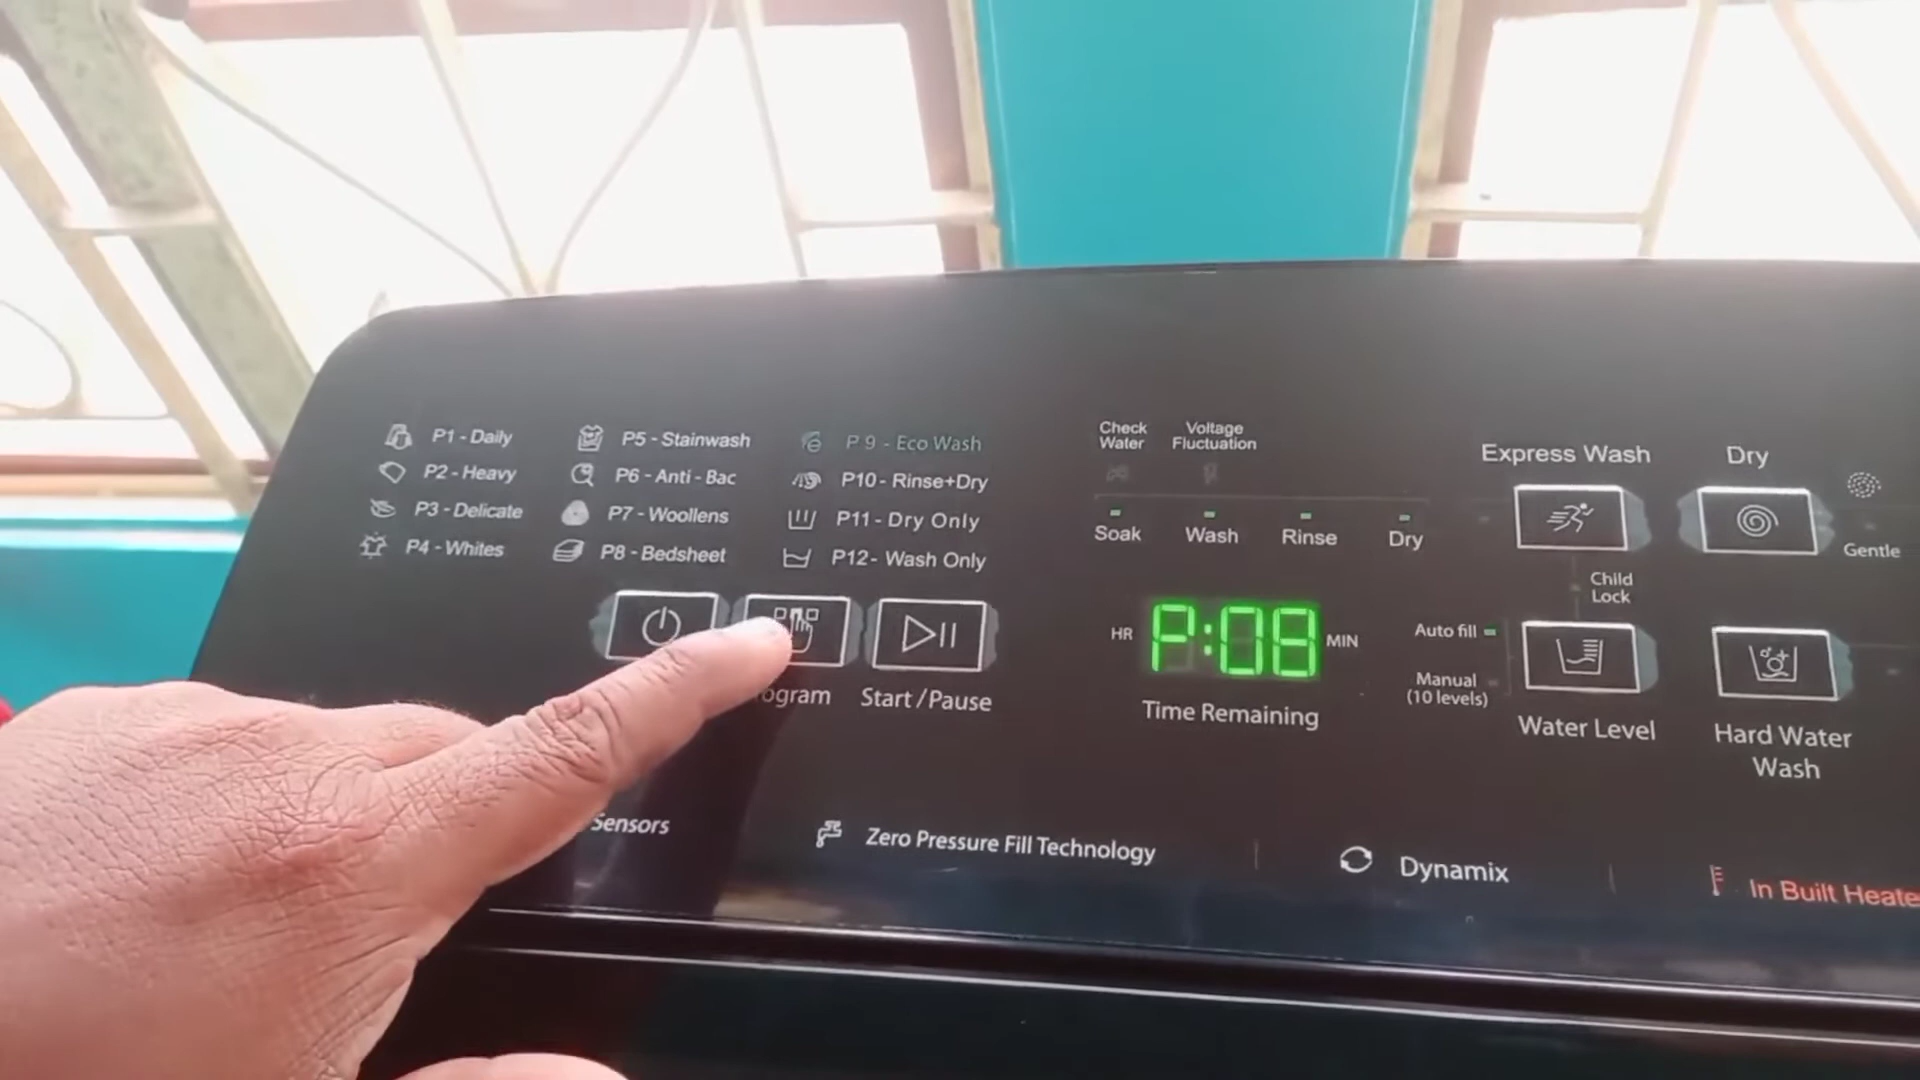 P1 - Daily
P2 - Heavy
P3 - Delicate
P4 - Whites
P5 - Stainwash
P6 - Anti - Bac
P7 - Woollens
P8 - Bedsheet
P 9 - Eco Wash
P10 - Rinse+Dry
P11 - Dry Only
P12 - Wash Only
ogram
Start / Pause
Check
Water
Voltage
Fluctuation
Soak
Wash
Rinse
Dry
HR
P:08
MIN
Time Remaining
Express Wash
Dry
Gentle
Child
Lock
Auto fill
Manual
(10 levels)
Water Level
Hard Water
Wash
Sensors
Zero Pressure Fill Technology
Dynamix
In Built Heate